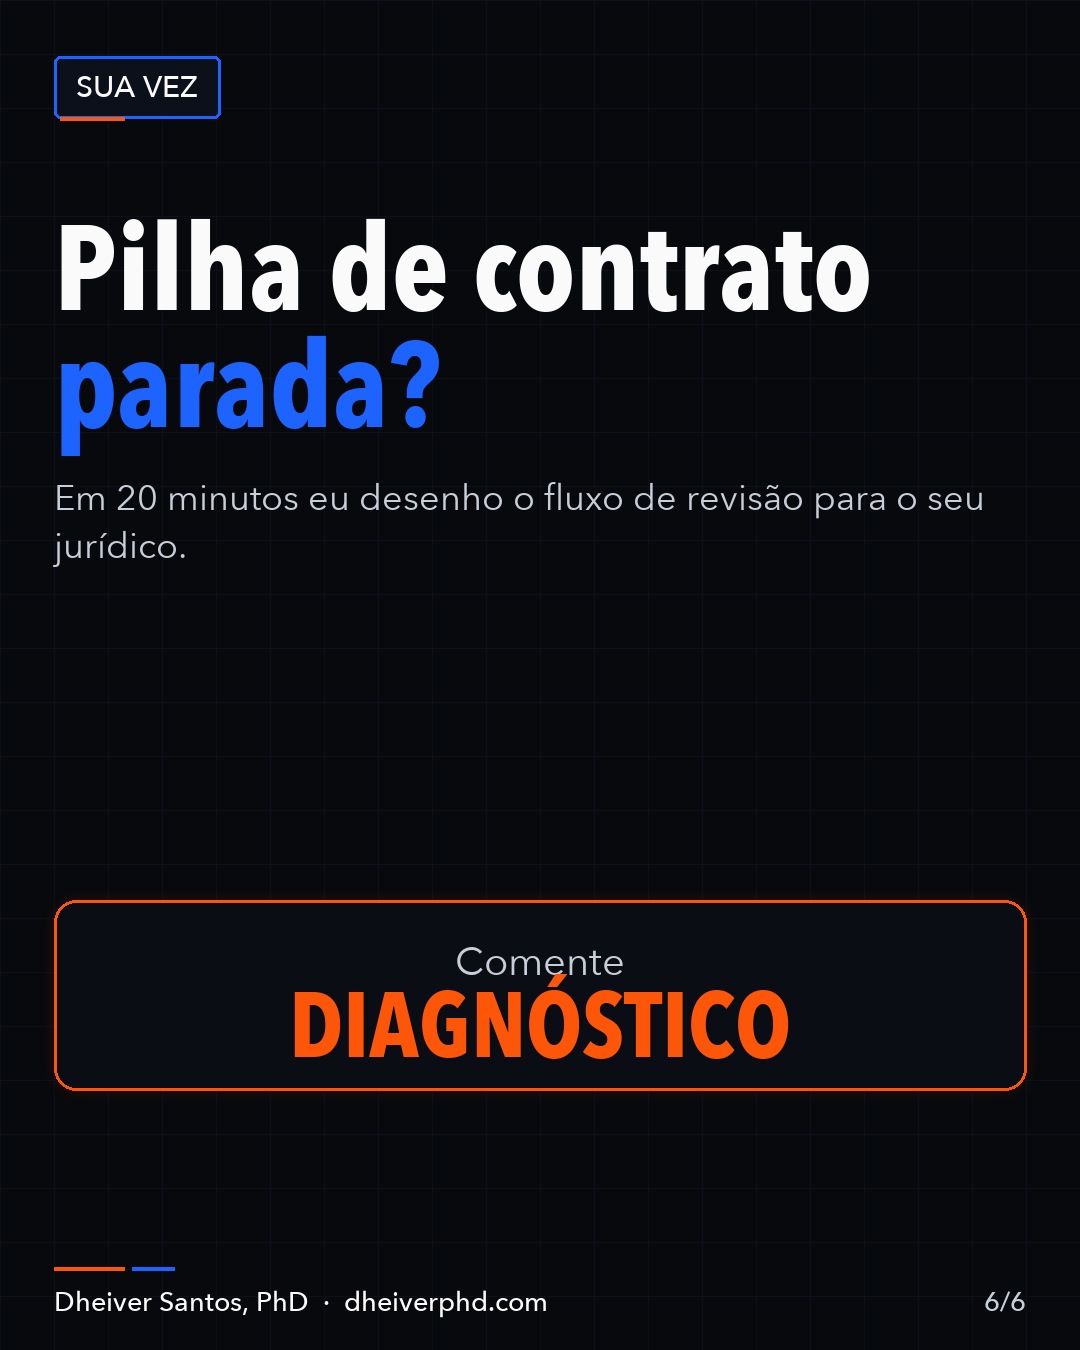 SUA VEZ
Pilha de contrato
parada?
Em 20 minutos eu desenho o fluxo de revisão para o seu
jurídico.
Comente
DIAGNÓSTICO
Dheiver Santos, PhD · dheiverphd.com
6/6